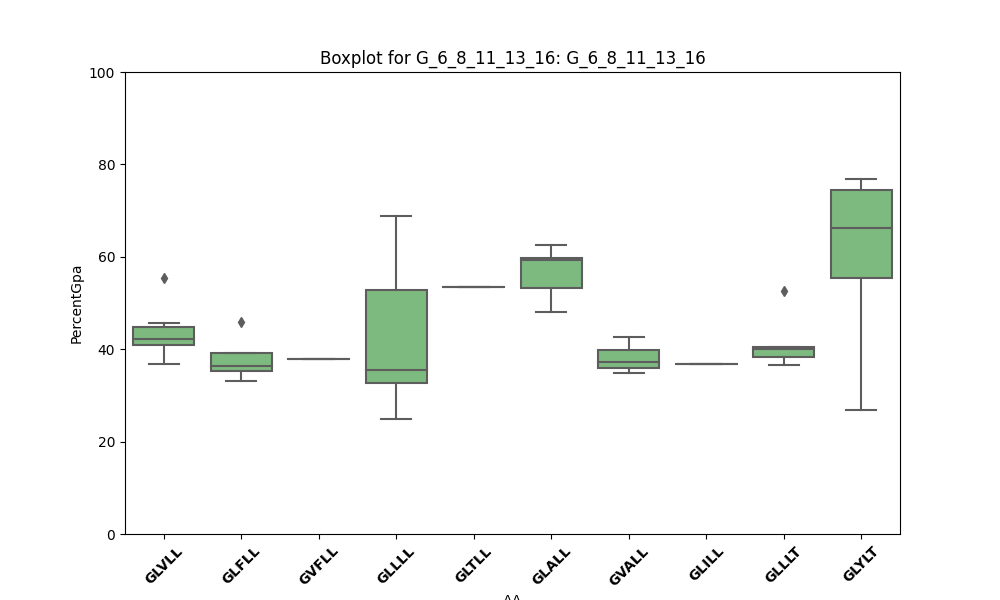 Boxplot for G_6_8_11_13_16: G_6_8_11_13_16
100
80
60
40
20
0
PercentGpa
GLVLL
GLFLL
GVFLL
GLLLL
GLTLL
GLALL
GVALL
GLILL
GLLLT
GLYLT
AA